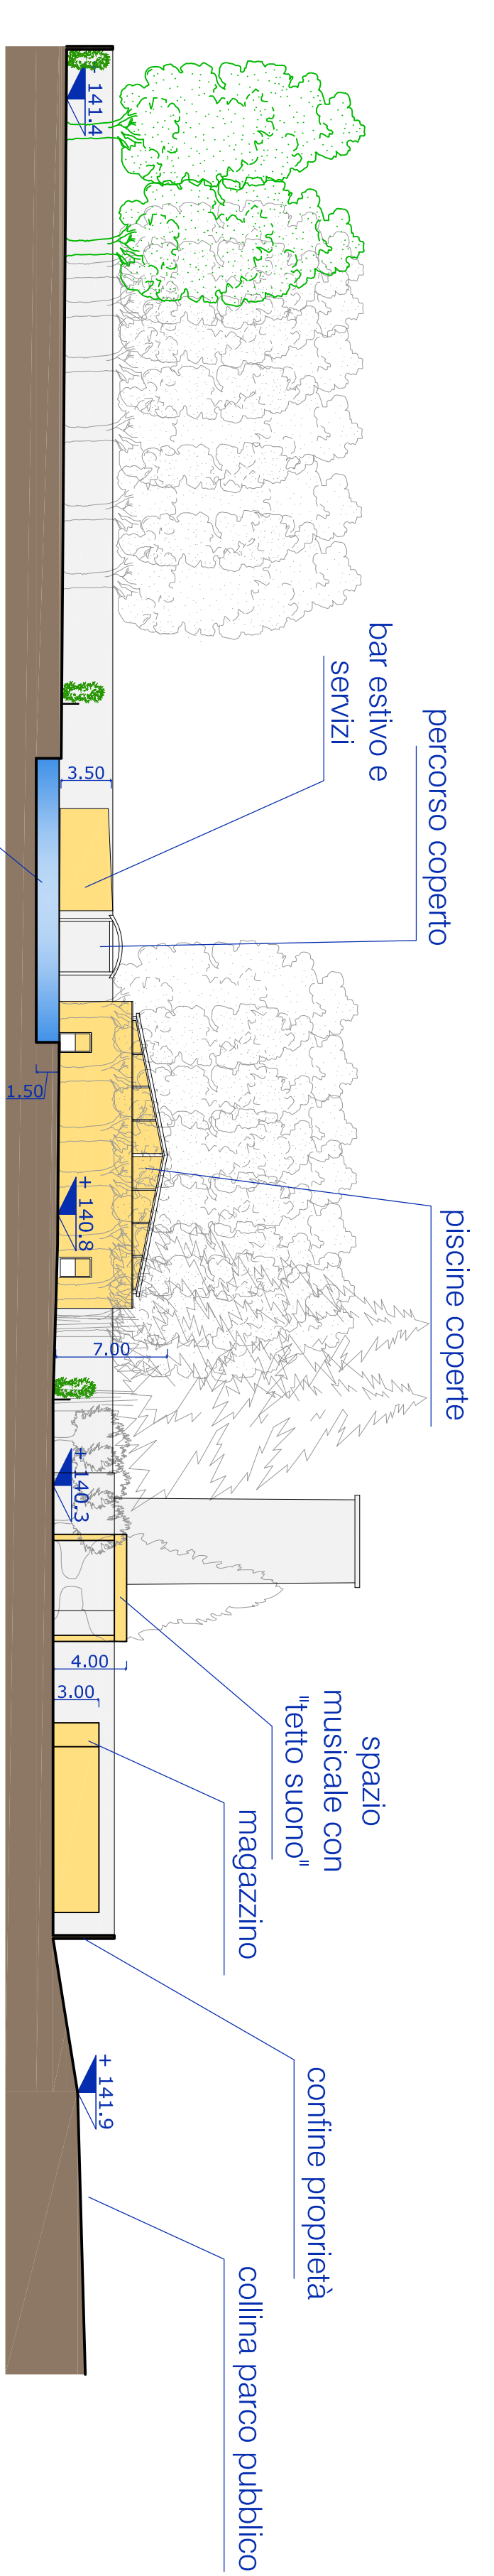 + 141.4
bar estivo e
servizi
3.50
percorso coperto
1.50
+ 140.8
piscine coperte
7.00
+ 140.3
4.00
3.00
spazio
musicale con
"tetto suono"
magazzino
confine proprietà
+ 141.9
collina parco pubblico